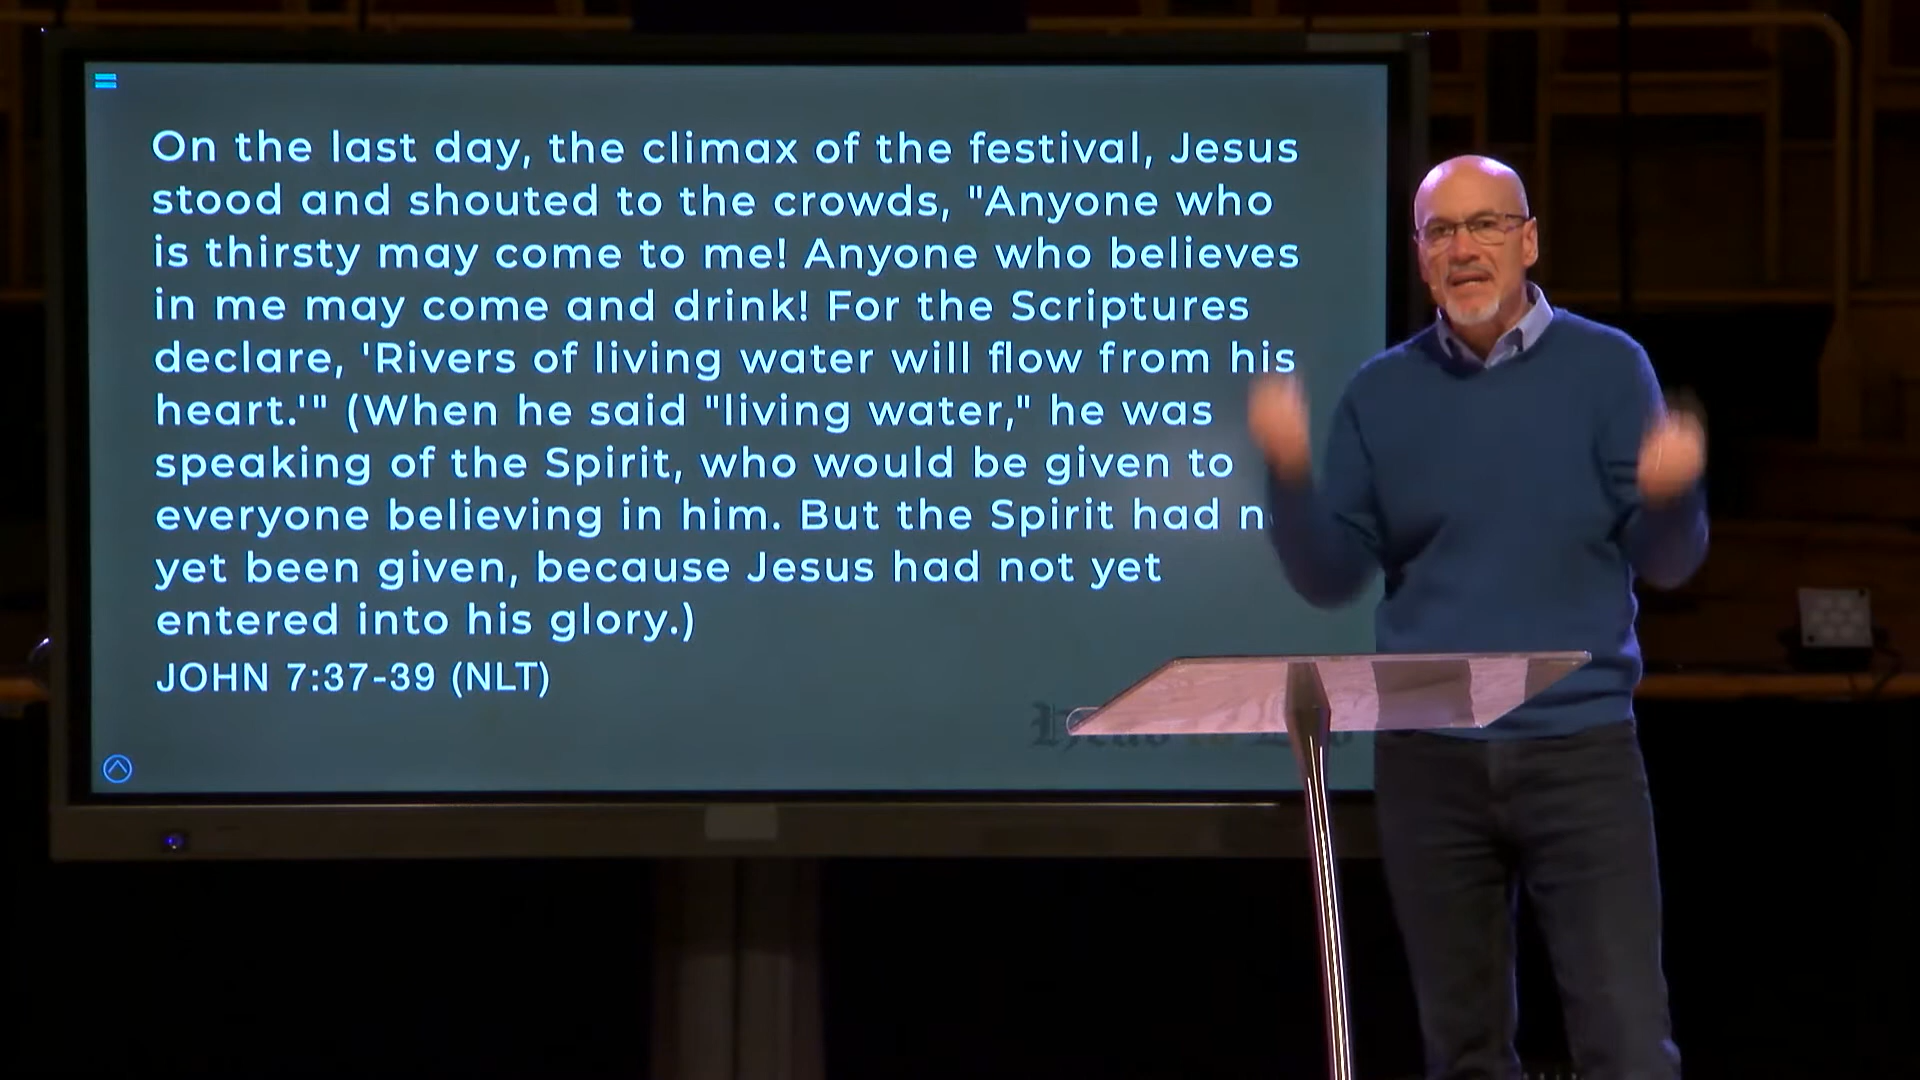 On the last day, the climax of the festival, Jesus
stood and shouted to the crowds, "Anyone who
is thirsty may come to me! Anyone who believes
in me may come and drink! For the Scriptures
declare, 'Rivers of living water will flow from his
heart.'" (When he said "living water," he was
speaking of the Spirit, who would be given to
everyone believing in him. But the Spirit had
yet been given, because Jesus had not yet
entered into his glory.)
JOHN 7:37-39 (NLT)